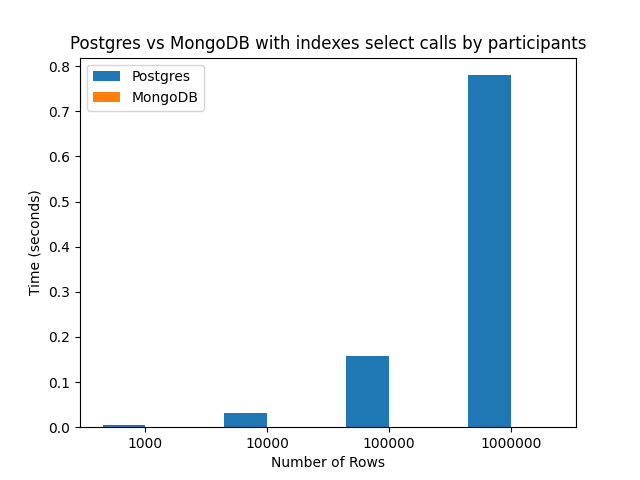 Postgres vs MongoDB with indexes select calls by participants
Postgres
MongoDB
Time (seconds)
0.8
0.7
0.6
0.5
0.4
0.3
0.2
0.1
0.0
1000 10000 100000 1000000
Number of Rows